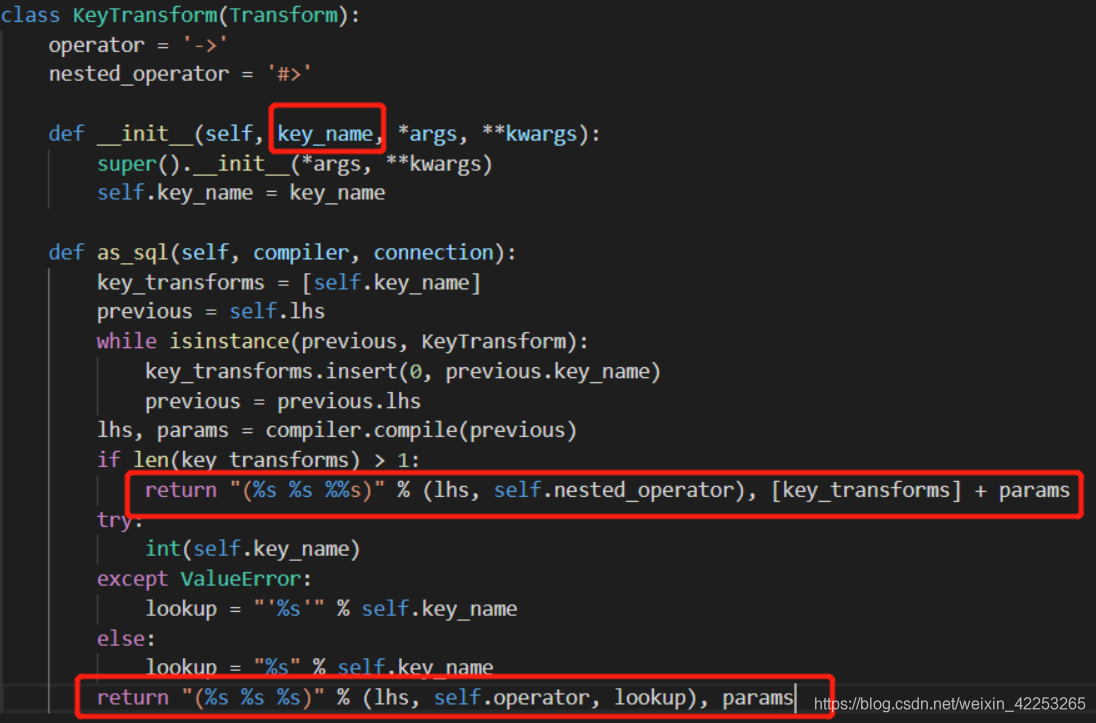 class KeyTransform(Transform):
    operator = '->'
    nested_operator = '#>'

    def __init__(self, key_name, *args, **kwargs):
        super().__init__(*args, **kwargs)
        self.key_name = key_name

    def as_sql(self, compiler, connection):
        key_transforms = [self.key_name]
        previous = self.lhs
        while isinstance(previous, KeyTransform):
            key_transforms.insert(0, previous.key_name)
            previous = previous.lhs
        lhs, params = compiler.compile(previous)
        if len(key_transforms) > 1:
            return "(%s %s %%s)" % (lhs, self.nested_operator), [key_transforms] + params
        try:
            int(self.key_name)
        except ValueError:
            lookup = "'%s'" % self.key_name
        else:
            lookup = "%s" % self.key_name
        return "(%s %s %s)" % (lhs, self.operator, lookup), params
https://blog.csdn.net/weixin_42253265